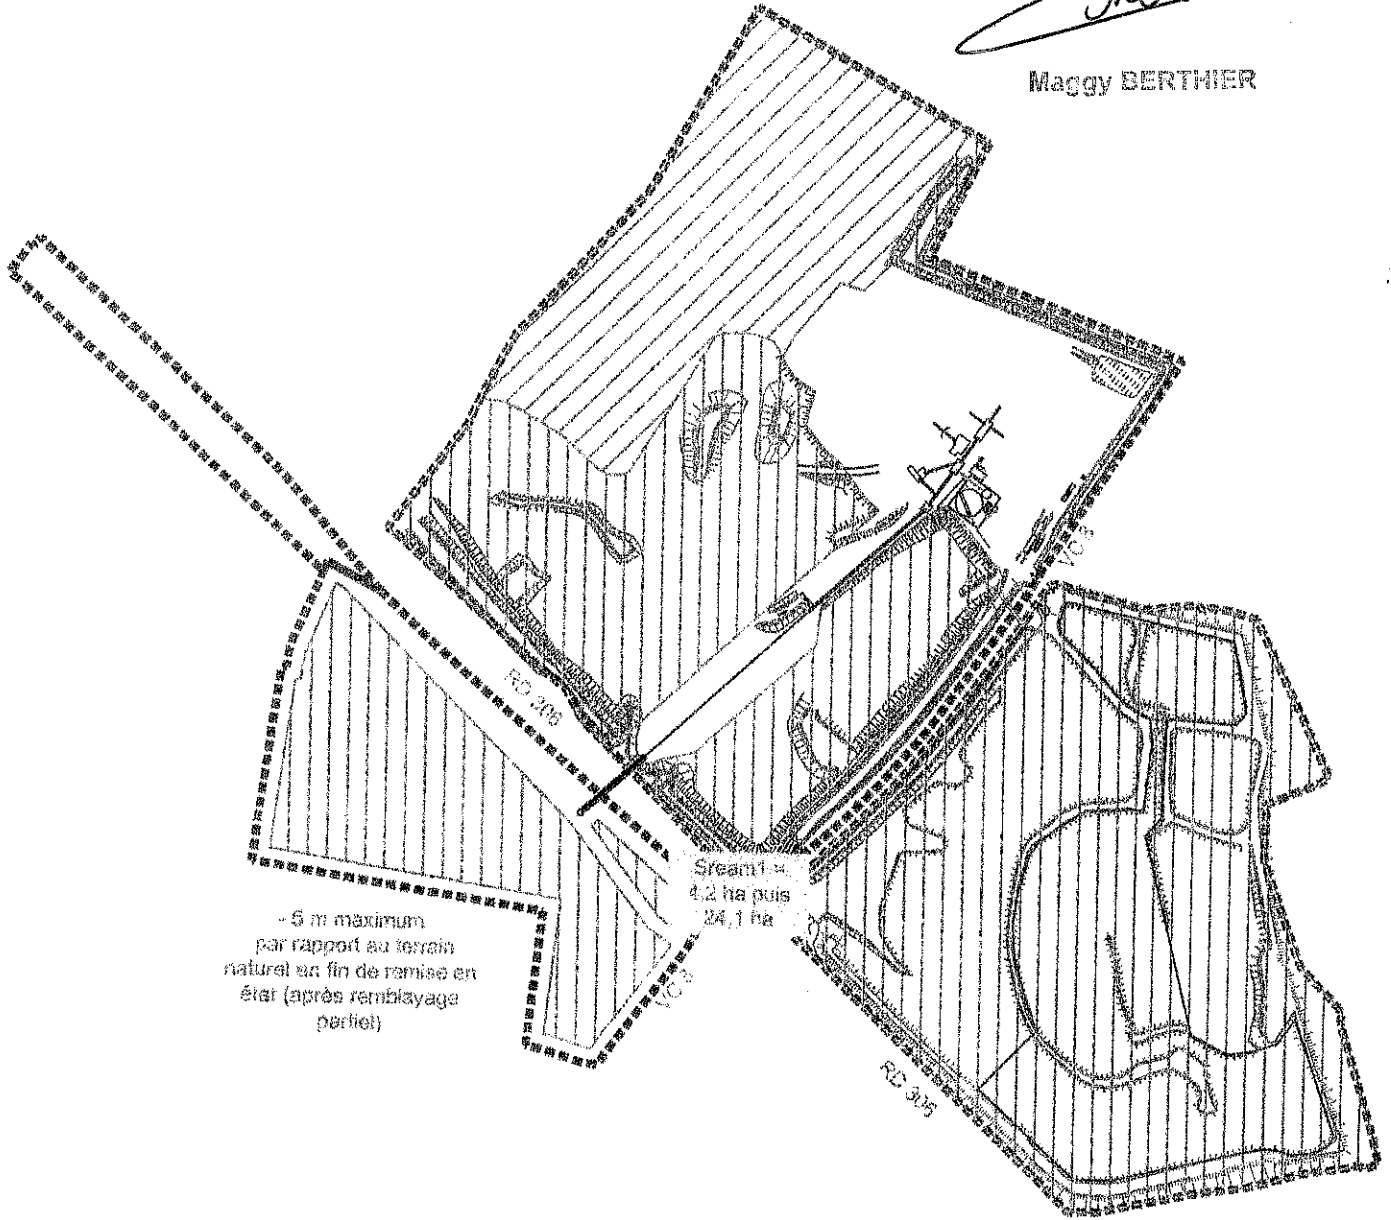 Maggy BERTHIER
VC 3
RD 206
Sream1 =
4,2 ha puis
24,1 ha
- 5 m maximum
par rapport au terrain
naturel en fin de remise en
état (après remblayage
partiel)
VC 3
RD 306